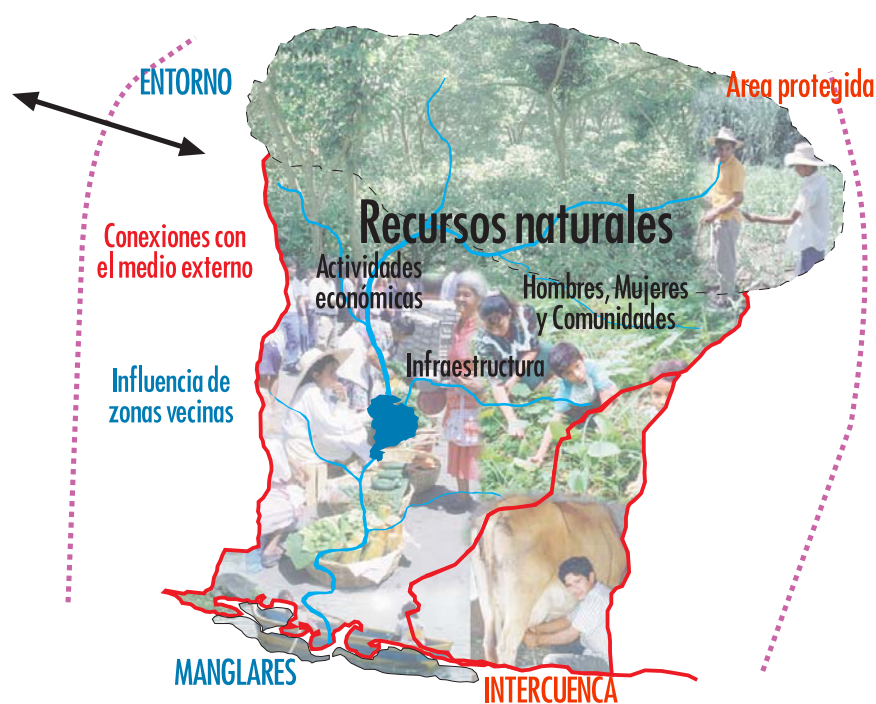 ENTORNO
Area protegida
Recursos naturales
Conexiones con
el medio externo
Actividades
económicas
Hombres, Mujeres
y Comunidades
Infraestructura
Influencia de
zonas vecinas
MANGLARES
INTERCUENCA